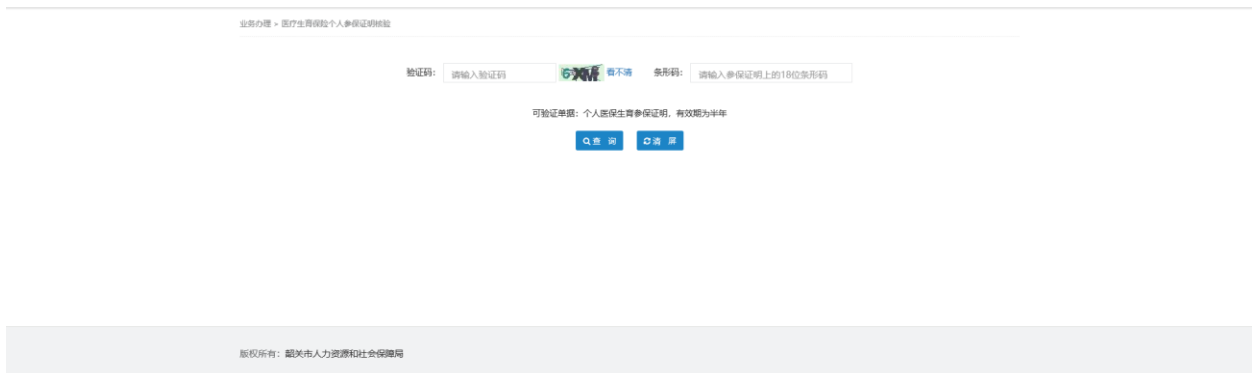 业务办理 > 医疗生育保险个人参保证明核验
验证码： 请输入验证码 看不清 条形码： 请输入参保证明上的18位条形码
可验证单据：个人医保生育参保证明，有效期为半年
查 询 清 屏
版权所有：韶关市人力资源和社会保障局